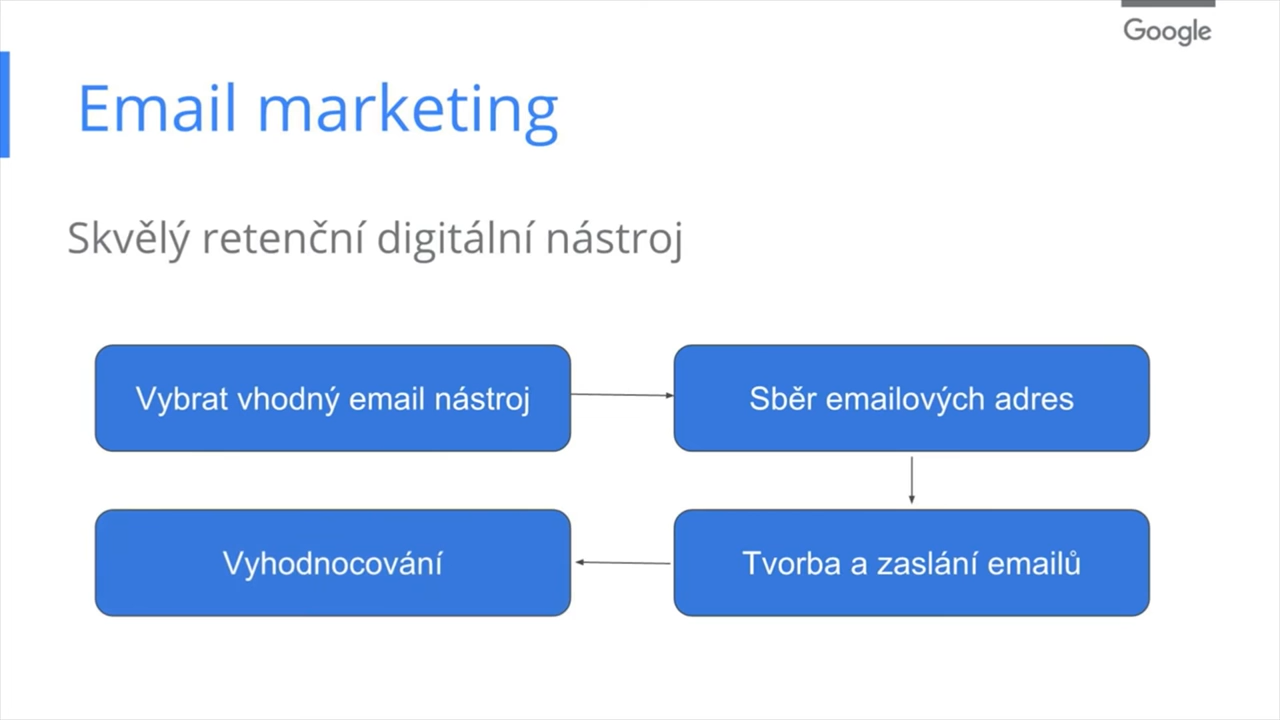 Google
Email marketing
Skvělý retenční digitální nástroj
Vybrat vhodný email nástroj
Sběr emailových adres
Tvorba a zaslání emailů
Vyhodnocování